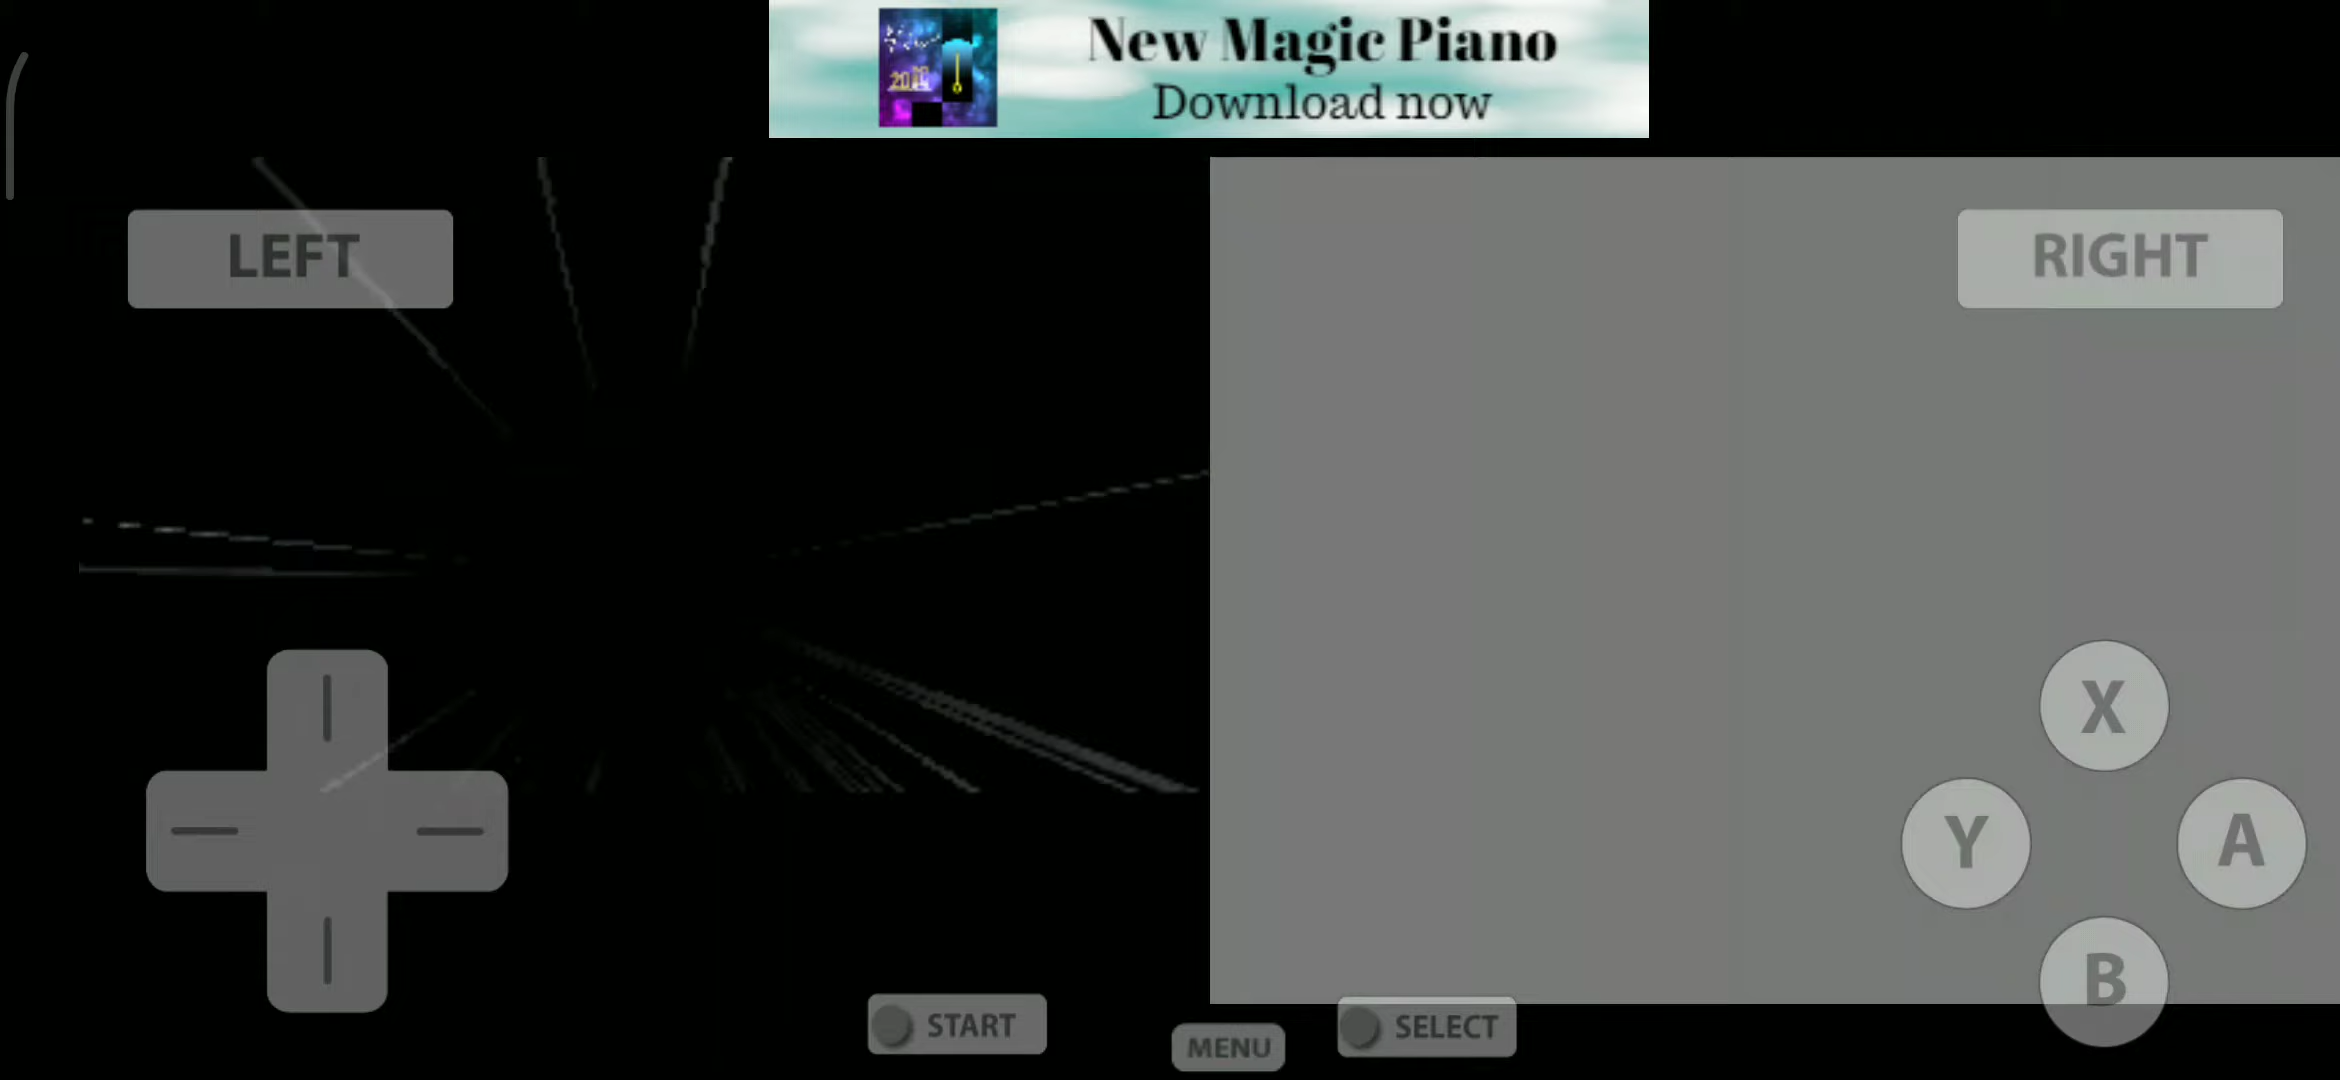 New Magic Piano
Download now
LEFT
RIGHT
X
Y
A
B
START
SELECT
MENU